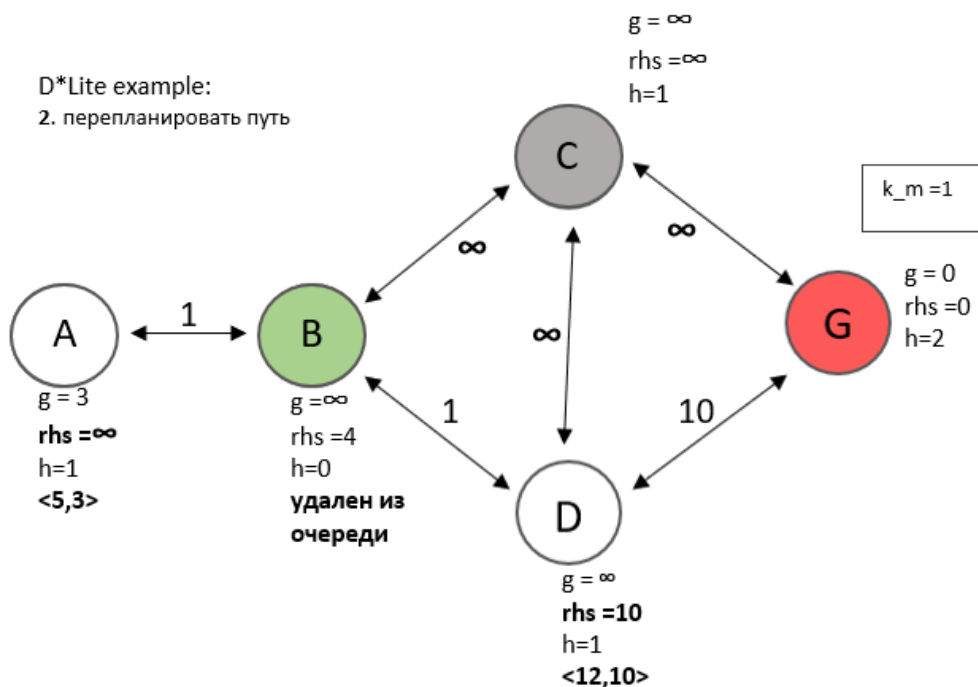 D*Lite example:
2. перепланировать путь
g = ∞
rhs =∞
h=1
C
k_m =1
∞
∞
A
1
B
∞
G
g = 0
rhs =0
h=2
g = 3
rhs =∞
h=1
<5,3>
g =∞
rhs =4
h=0
удален из
очереди
1
10
D
g = ∞
rhs =10
h=1
<12,10>